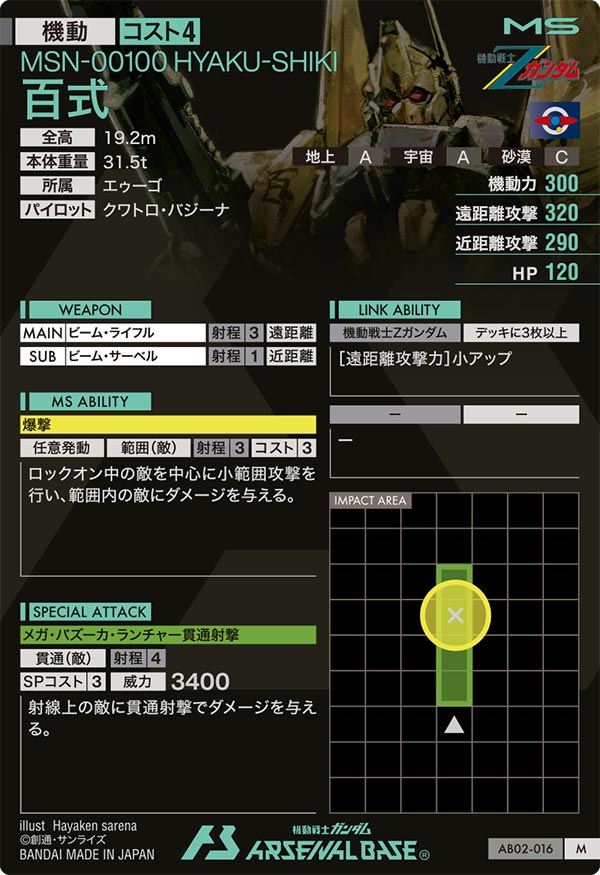 機動 コスト4
MS
MSN-00100 HYAKU-SHIKI
百式
機動戦士Zガンダム
全高 19.2m
本体重量 31.5t
所属 エゥーゴ
パイロット クワトロ・バジーナ
地上 A 宇宙 A 砂漠 C
機動力 300
遠距離攻撃 320
近距離攻撃 290
HP 120
WEAPON
MAIN ビーム・ライフル 射程 3 遠距離
SUB ビーム・サーベル 射程 1 近距離
MS ABILITY
爆撃
任意発動 範囲(敵) 射程 3 コスト 3
ロックオン中の敵を中心に小範囲攻撃を
行い、範囲内の敵にダメージを与える。
SPECIAL ATTACK
メガ・バズーカ・ランチャー貫通射撃
貫通(敵) 射程 4
SPコスト 3 威力 3400
射線上の敵に貫通射撃でダメージを与え
る。
LINK ABILITY
機動戦士Zガンダム デッキに3枚以上
[遠距離攻撃力]小アップ
ー ー
ー
IMPACT AREA
illust Hayaken sarena
©創通・サンライズ
BANDAI MADE IN JAPAN
機動戦士ガンダム
ARSENAL BASE®
AB02-016 M